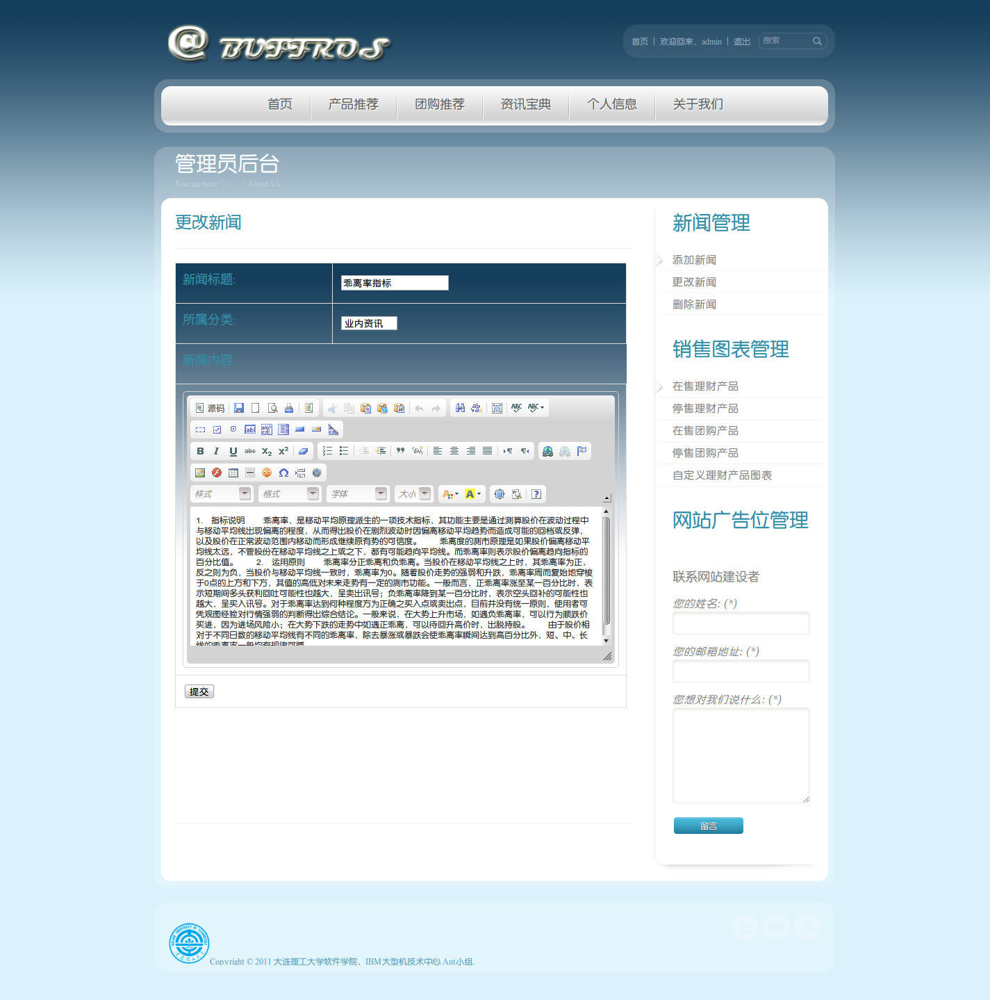 @ BUFFROS
首页 | 欢迎回来，admin | 退出 搜索
首页 产品推荐 团购推荐 资讯宝典 个人信息 关于我们
管理员后台
You are here: Home \ About Us
更改新闻
新闻标题: 乖离率指标
所属分类: 业内资讯
新闻内容:
源码
样式 格式 字体 大小
1. 指标说明 乖离率，是移动平均原理派生的一项技术指标，其功能主要是通过测算股价在波动过程中
与移动平均线出现偏离的程度，从而得出股价在剧烈波动时因偏离移动平均趋势而造成可能的回档或反弹，
以及股价在正常波动范围内移动而形成继续原有势的可信度。 乖离度的测市原理是如果股价偏离移动平
均线太远，不管股份在移动平均线之上或之下，都有可能趋向平均线。而乖离率则表示股价偏离趋向指标的
百分比值。 2. 运用原则 乖离率分正乖离和负乖离。当股价在移动平均线之上时，其乖离率为正，
反之则为负，当股价与移动平均线一致时，乖离率为0。随着股价走势的强弱和升跌，乖离率周而复始地穿梭
于0点的上方和下方，其值的高低对未来走势有一定的测市功能。一般而言，正乖离率涨至某一百分比时，表
示短期间多头获利回吐可能性也越大，呈卖出讯号；负乖离率降到某一百分比时，表示空头回补的可能性也
越大，呈买入讯号。对于乖离率达到何种程度方为正确之买入点或卖出点，目前并没有统一原则，使用者可
凭观图经验对行情强弱的判断得出综合结论。一般来说，在大势上升市场，如遇负乖离率，可以行为顺跌价
买进，因为进场风险小；在大势下跌的走势中如遇正乖离，可以待回升高价时，出脱持股。 由于股价相
对于不同日数的移动平均线有不同的乖离率，除去暴涨或暴跌会使乖离率瞬间达到高百分比外，短、中、长
线的乖离率一般均有规律可循
提交
新闻管理
添加新闻
更改新闻
删除新闻
销售图表管理
在售理财产品
停售理财产品
在售团购产品
停售团购产品
自定义理财产品图表
网站广告位管理
联系网站建设者
您的姓名: (*)
您的邮箱地址: (*)
您想对我们说什么: (*)
留言
Copyright © 2011 大连理工大学软件学院，IBM大型机技术中心 Ant小组.